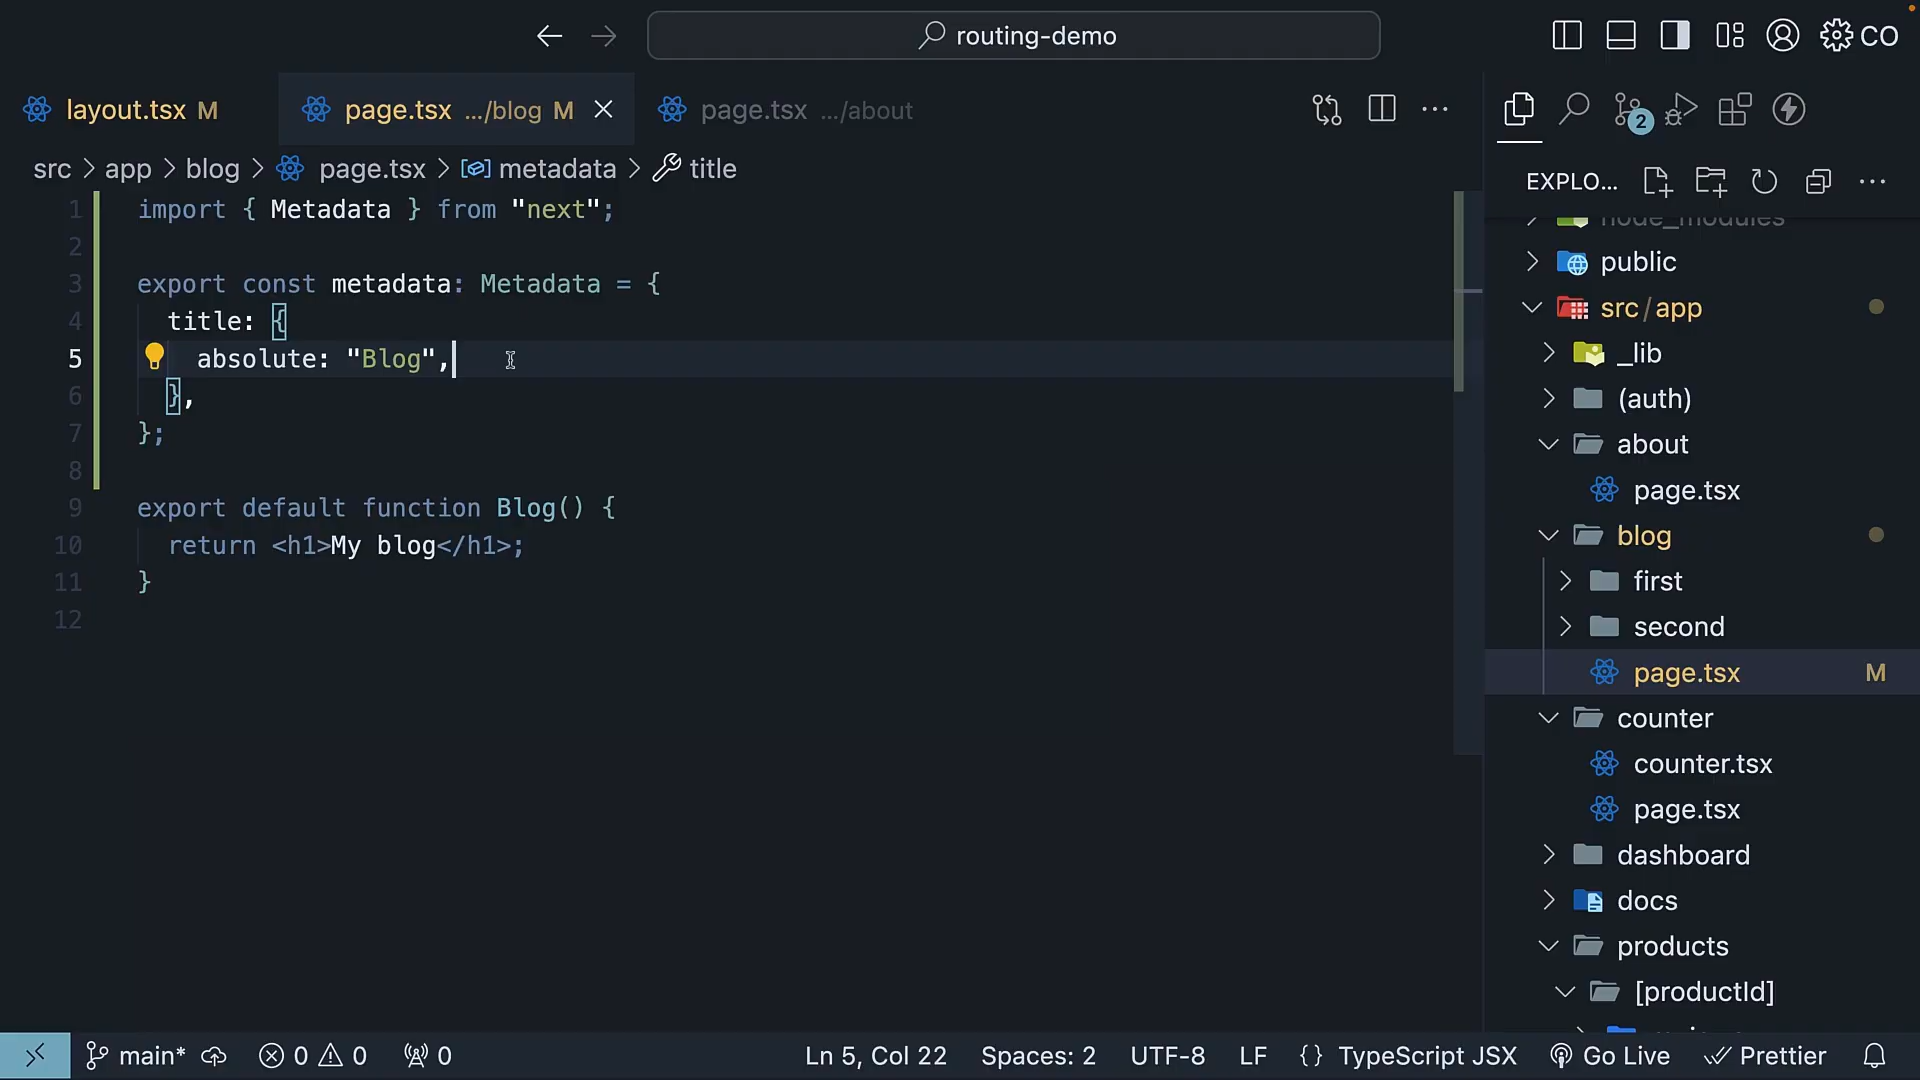 routing-demo
CO
layout.tsx M
page.tsx .../blog M
page.tsx .../about
2
src > app > blog > page.tsx > metadata > title
EXPLO...
1 import { Metadata } from "next";
2
3 export const metadata: Metadata = {
4 title: {
5 absolute: "Blog",
6 },
7 };
8
9 export default function Blog() {
10 return <h1>My blog</h1>;
11 }
12
node_modules
public
src/app
_lib
(auth)
about
page.tsx
blog
first
second
page.tsx M
counter
counter.tsx
page.tsx
dashboard
docs
products
[productId]
main*
0 0
0
Ln 5, Col 22
Spaces: 2
UTF-8
LF
{} TypeScript JSX
Go Live
Prettier